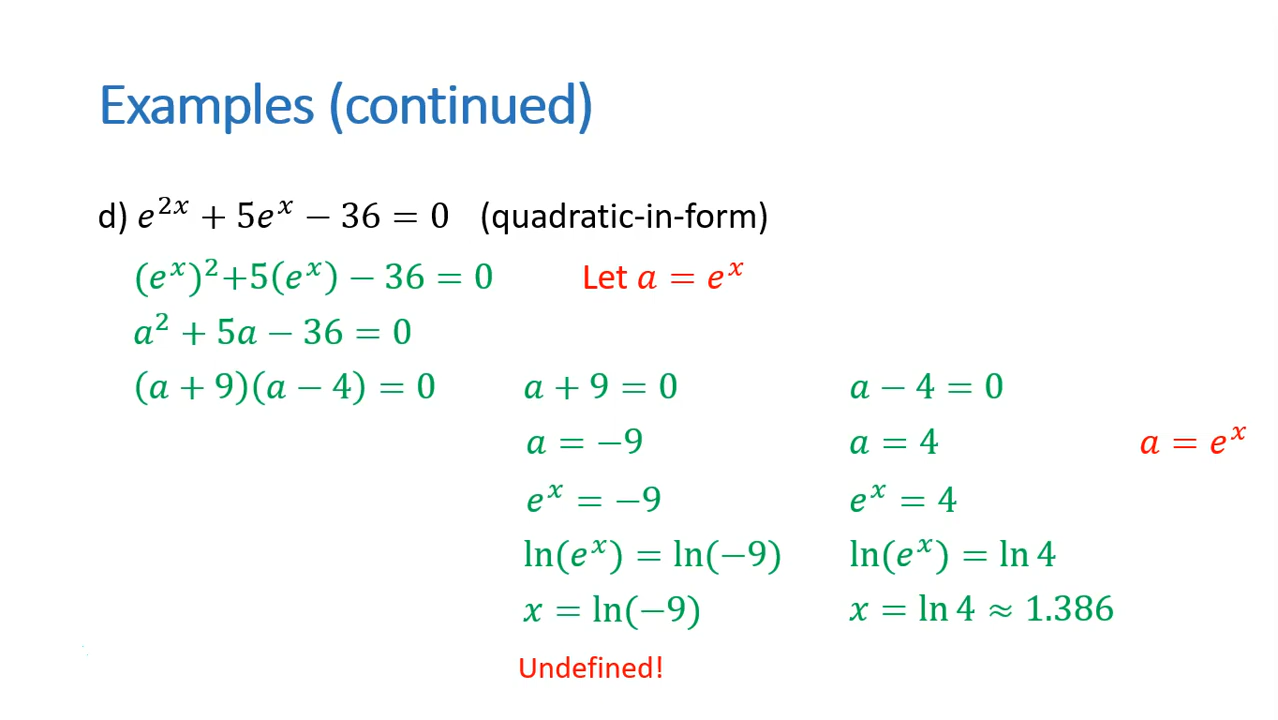 Examples (continued)
d) e^{2x} + 5e^x − 36 = 0 (quadratic-in-form)
(e^x)^2+5(e^x) − 36 = 0 Let a = e^x
a^2 + 5a − 36 = 0
(a + 9)(a − 4) = 0 a + 9 = 0 a − 4 = 0
a = −9 a = 4 a = e^x
e^x = −9 e^x = 4
ln(e^x) = ln(−9) ln(e^x) = ln 4
x = ln(−9) x = ln 4 ≈ 1.386
Undefined!